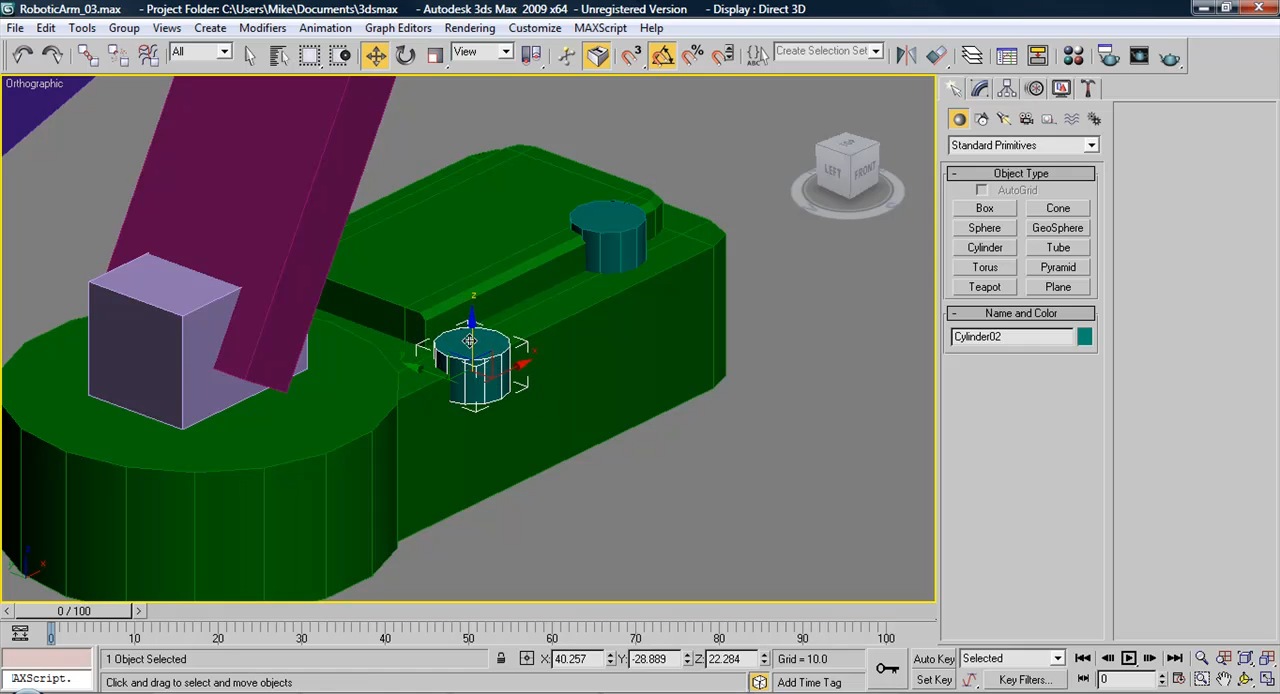 RoboticArm_03.max - Project Folder: C:\Users\Mike\Documents\3dsmax - Autodesk 3ds Max 2009 x64 - Unregistered Version - Display : Direct 3D
File Edit Tools Group Views Create Modifiers Animation Graph Editors Rendering Customize MAXScript Help
All View 3 % ABC Create Selection Set
Orthographic
TOP
LEFT FRONT
Standard Primitives
- Object Type
AutoGrid
Box Cone
Sphere GeoSphere
Cylinder Tube
Torus Pyramid
Teapot Plane
- Name and Color
Cylinder02
z
x
z
x
< 0 / 100 >
0 10 20 30 40 50 60 70 80 90 100
1 Object Selected X: 40.257 Y: -28.889 Z: 22.284 Grid = 10.0 Auto Key Selected
AXScript. Click and drag to select and move objects Add Time Tag Set Key Key Filters... 0